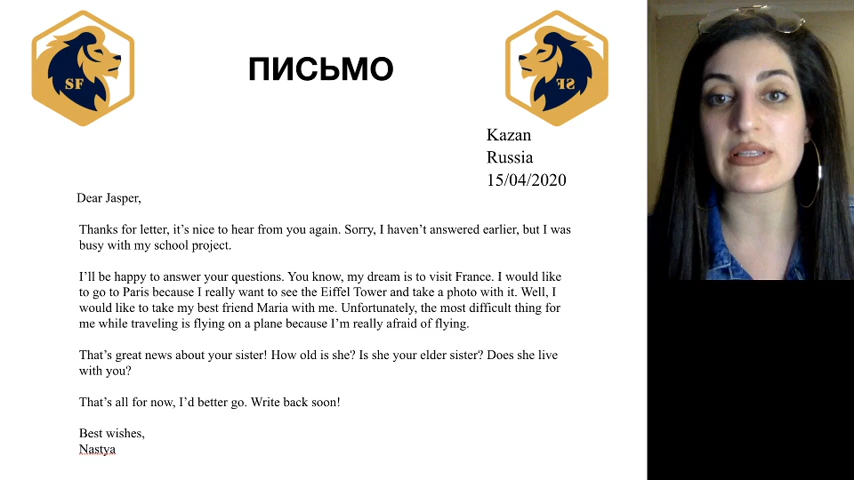 SF
ПИСЬМО
SF
Kazan
Russia
15/04/2020
Dear Jasper,
Thanks for letter, it’s nice to hear from you again. Sorry, I haven’t answered earlier, but I was
busy with my school project.
I’ll be happy to answer your questions. You know, my dream is to visit France. I would like
to go to Paris because I really want to see the Eiffel Tower and take a photo with it. Well, I
would like to take my best friend Maria with me. Unfortunately, the most difficult thing for
me while traveling is flying on a plane because I’m really afraid of flying.
That’s great news about your sister! How old is she? Is she your elder sister? Does she live
with you?
That’s all for now, I’d better go. Write back soon!
Best wishes,
Nastya